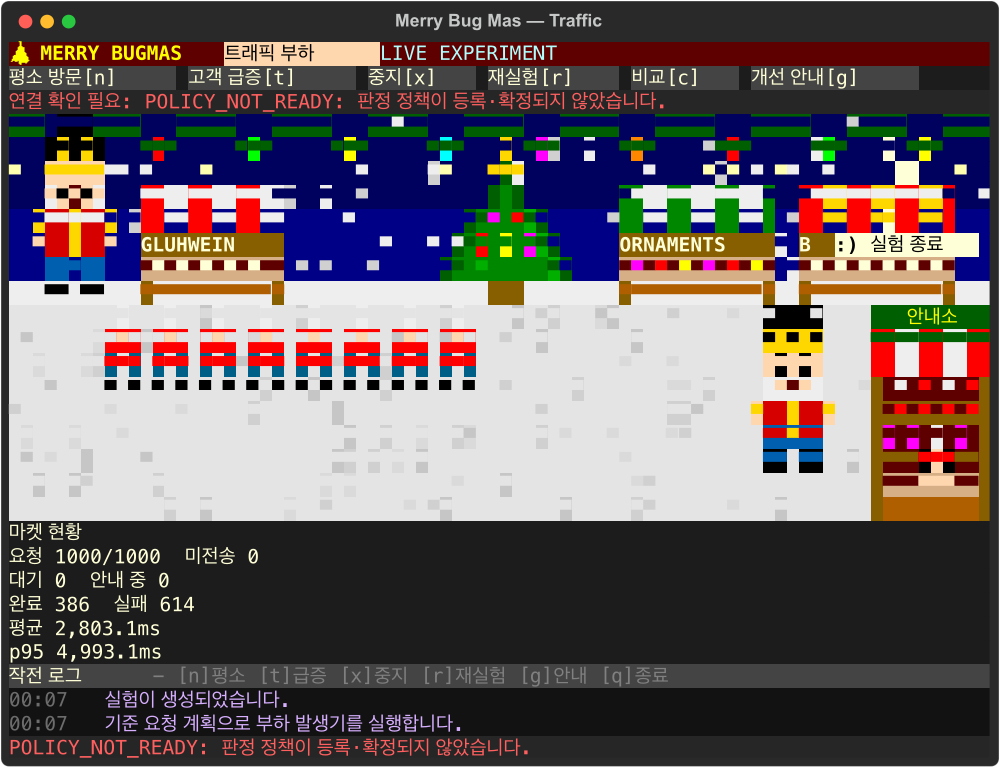 Merry Bug Mas — Traffic
MERRY BUGMAS 트래픽 부하 LIVE EXPERIMENT
평소 방문[n] 고객 급증[t] 중지[x] 재실험[r] 비교[c] 개선 안내[g]
연결 확인 필요: POLICY_NOT_READY: 판정 정책이 등록·확정되지 않았습니다.
GLUHWEIN ORNAMENTS B :) 실험 종료
안내소
마켓 현황
요청 1000/1000 미전송 0
대기 0 안내 중 0
완료 386 실패 614
평균 2,803.1ms
p95 4,993.1ms
작전 로그 — [n]평소 [t]급증 [x]중지 [r]재실험 [g]안내 [q]종료
00:07 실험이 생성되었습니다.
00:07 기준 요청 계획으로 부하 발생기를 실행합니다.
POLICY_NOT_READY: 판정 정책이 등록·확정되지 않았습니다.